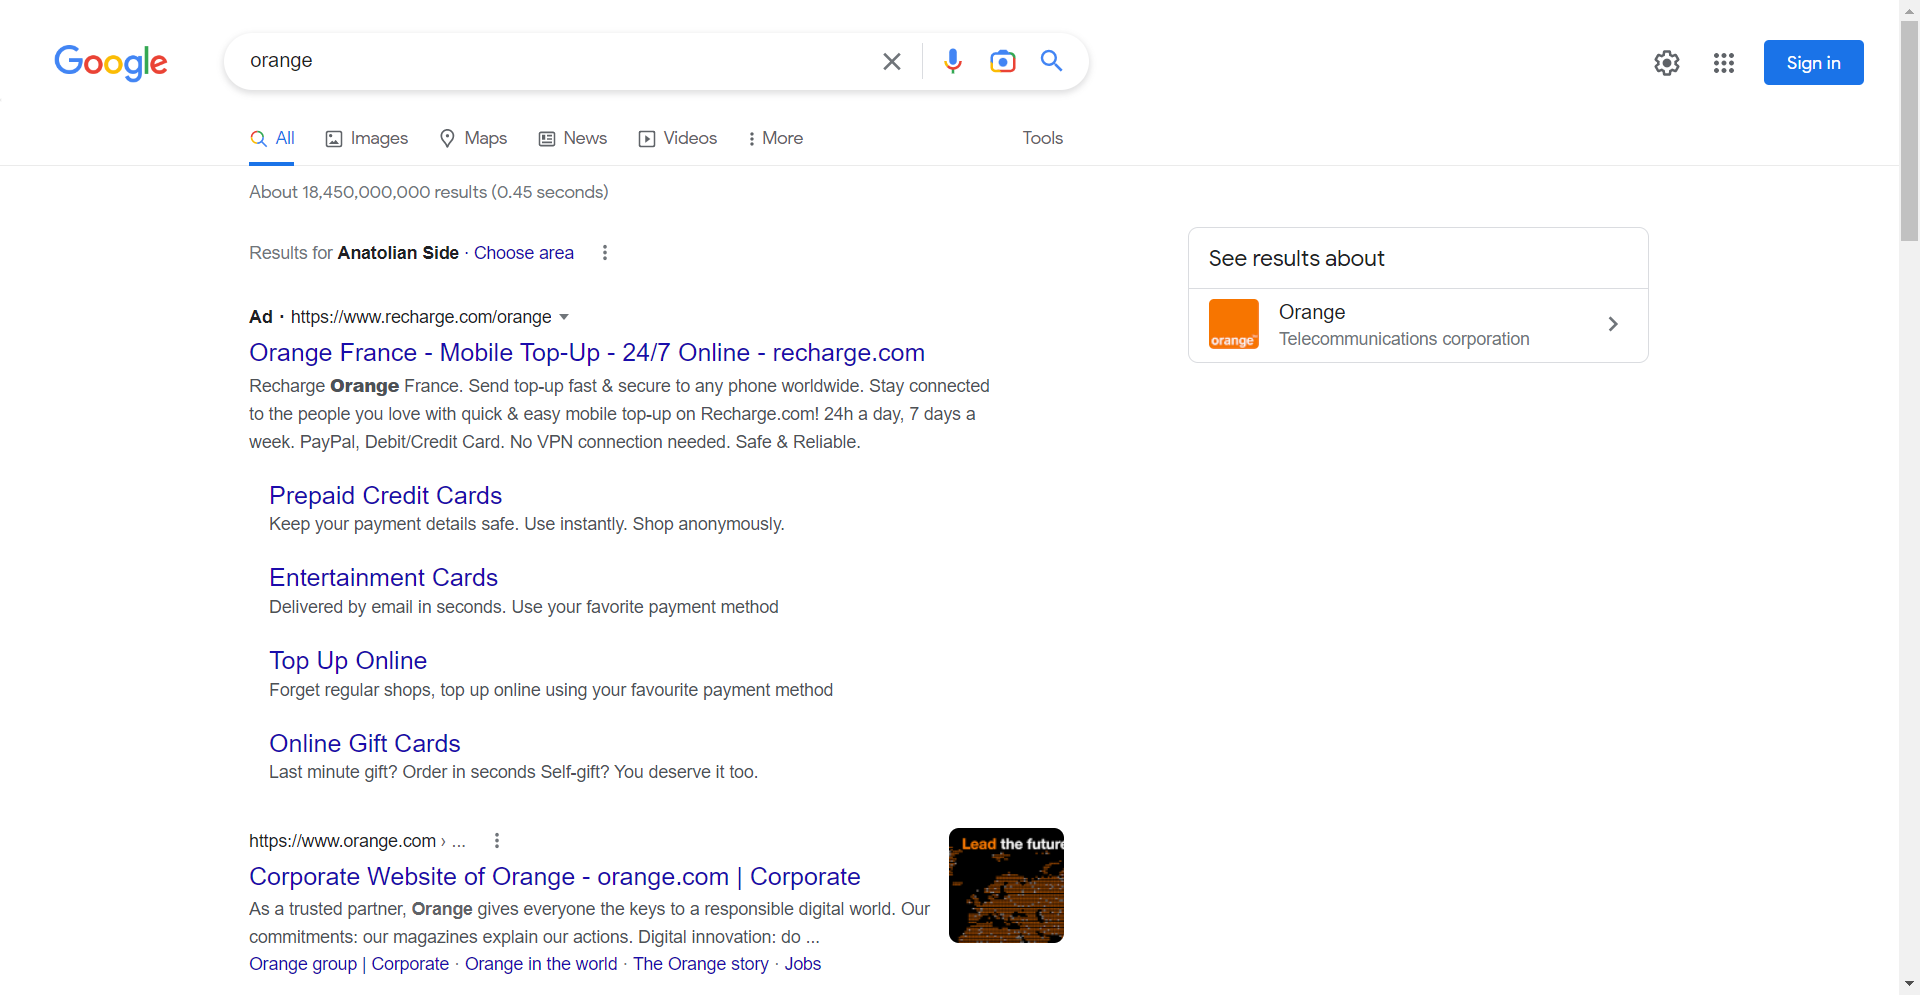 Google
orange
Sign in
All
Images
Maps
News
Videos
More
Tools
About 18,450,000,000 results (0.45 seconds)
Results for Anatolian Side · Choose area
See results about
Orange
Telecommunications corporation
orange
Ad · https://www.recharge.com/orange
Orange France - Mobile Top-Up - 24/7 Online - recharge.com
Recharge Orange France. Send top-up fast & secure to any phone worldwide. Stay connected
to the people you love with quick & easy mobile top-up on Recharge.com! 24h a day, 7 days a
week. PayPal, Debit/Credit Card. No VPN connection needed. Safe & Reliable.
Prepaid Credit Cards
Keep your payment details safe. Use instantly. Shop anonymously.
Entertainment Cards
Delivered by email in seconds. Use your favorite payment method
Top Up Online
Forget regular shops, top up online using your favourite payment method
Online Gift Cards
Last minute gift? Order in seconds Self-gift? You deserve it too.
https://www.orange.com › ...
Corporate Website of Orange - orange.com | Corporate
As a trusted partner, Orange gives everyone the keys to a responsible digital world. Our
commitments: our magazines explain our actions. Digital innovation: do ...
Orange group | Corporate · Orange in the world · The Orange story · Jobs
Lead the future